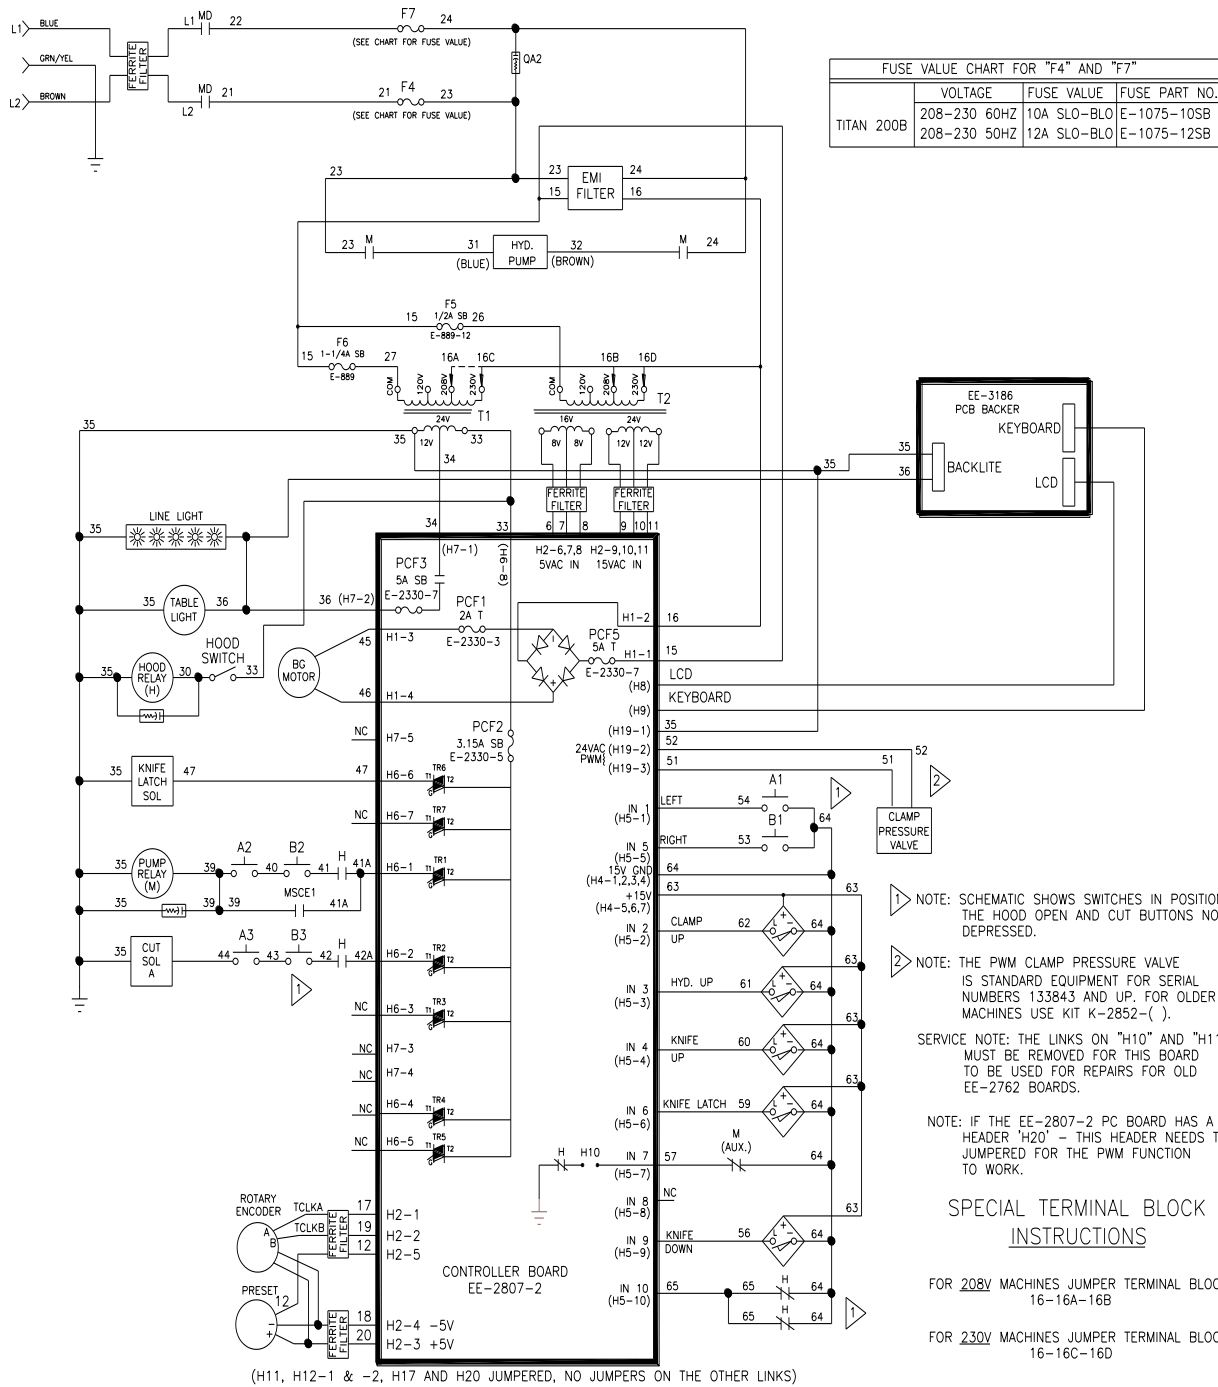 L1 BLUE
GRN/YEL
L2 BROWN
FERRITE FILTER
L1 MD 22
F7 24
(SEE CHART FOR FUSE VALUE)
QA2
MD 21
L2
21 F4 23
(SEE CHART FOR FUSE VALUE)
FUSE VALUE CHART FOR "F4" AND "F7"
VOLTAGE FUSE VALUE FUSE PART NO.
TITAN 200B
208-230 60HZ 10A SLO-BLO E-1075-10SB
208-230 50HZ 12A SLO-BLO E-1075-12SB
23 23 EMI FILTER 24
15 16
23 M 31 HYD. PUMP 32 M 24
(BLUE) (BROWN)
F5
15 1/2A SB 26
E-889-12
F6
15 1-1/4A SB 27
E-889
16A 16C 16B 16D
COM 120V 208V 230V
COM 120V 208V 230V
T1 T2
24V 16V 24V
35 35 12V 33 8V 8V 12V 12V
34 35
FERRITE FILTER
FERRITE FILTER
6 7 8 9 10 11
EE-3186
PCB BACKER
KEYBOARD
35
36
BACKLITE
LCD
LINE LIGHT
35
34 33
(H7-1) (H6-8)
H2-6,7,8 H2-9,10,11
5VAC IN 15VAC IN
PCF3
5A SB
E-2330-7
35 TABLE LIGHT 36 36 (H7-2)
PCF1
2A T
E-2330-3
H1-2 16
45 H1-3
PCF5
5A T
E-2330-7
H1-1 15
HOOD SWITCH
35 HOOD RELAY (H) 30 33
BG MOTOR
46 H1-4
LCD
(H8)
KEYBOARD
(H9)
NC H7-5
PCF2
3.15A SB
E-2330-5
(H19-1) 35
24VAC PWM
(H19-2) 52
(H19-3) 51
51 52
2
CLAMP PRESSURE VALVE
35 KNIFE LATCH SOL 47 47 H6-6 TR6 T1 T2 G
NC H6-7 TR7 T1 T2 G
IN 1 (H5-1) LEFT 54 A1
1
IN 5 (H5-5) RIGHT 53 B1 64
15V GND (H4-1,2,3,4) 64
+15V (H4-5,6,7) 63 63
35 PUMP RELAY (M) 39 A2 40 B2 41 H 41A H6-1 TR1 T1 T2 G
35 39 39 MSCE1 41A
35 CUT SOL A 44 A3 43 B3 42 H 42A H6-2 TR2 T1 T2 G
1
NC H6-3 TR3 T1 T2 G
NC H7-3
NC H7-4
NC H6-4 TR4 T1 T2 G
NC H6-5 TR5 T1 T2 G
IN 2 (H5-2) CLAMP UP 62 L + - 64
63
IN 3 (H5-3) HYD. UP 61 L + - 64
63
IN 4 (H5-4) KNIFE UP 60 L + - 64
63
IN 6 (H5-6) KNIFE LATCH 59 L + - 64
H H10 IN 7 (H5-7) 57 M (AUX.) 64
IN 8 (H5-8) NC
63
IN 9 (H5-9) KNIFE DOWN 56 L + - 64
IN 10 (H5-10) 65 65 H 64
65 H 64
1
1 NOTE: SCHEMATIC SHOWS SWITCHES IN POSITION
THE HOOD OPEN AND CUT BUTTONS NO
DEPRESSED.
2 NOTE: THE PWM CLAMP PRESSURE VALVE
IS STANDARD EQUIPMENT FOR SERIAL
NUMBERS 133843 AND UP. FOR OLDER
MACHINES USE KIT K-2852-( ).
SERVICE NOTE: THE LINKS ON "H10" AND "H11
MUST BE REMOVED FOR THIS BOARD
TO BE USED FOR REPAIRS FOR OLD
EE-2762 BOARDS.
NOTE: IF THE EE-2807-2 PC BOARD HAS A
HEADER 'H20' - THIS HEADER NEEDS T
JUMPERED FOR THE PWM FUNCTION
TO WORK.
SPECIAL TERMINAL BLOCK
INSTRUCTIONS
FOR 208V MACHINES JUMPER TERMINAL BLOC
16-16A-16B
FOR 230V MACHINES JUMPER TERMINAL BLOC
16-16C-16D
ROTARY ENCODER
A B
TCLKA 17 H2-1
TCLKB 19 H2-2
12 H2-5
FERRITE FILTER
PRESET 12
- +
FERRITE FILTER
18 H2-4 -5V
20 H2-3 +5V
CONTROLLER BOARD
EE-2807-2
(H11, H12-1 & -2, H17 AND H20 JUMPERED, NO JUMPERS ON THE OTHER LINKS)